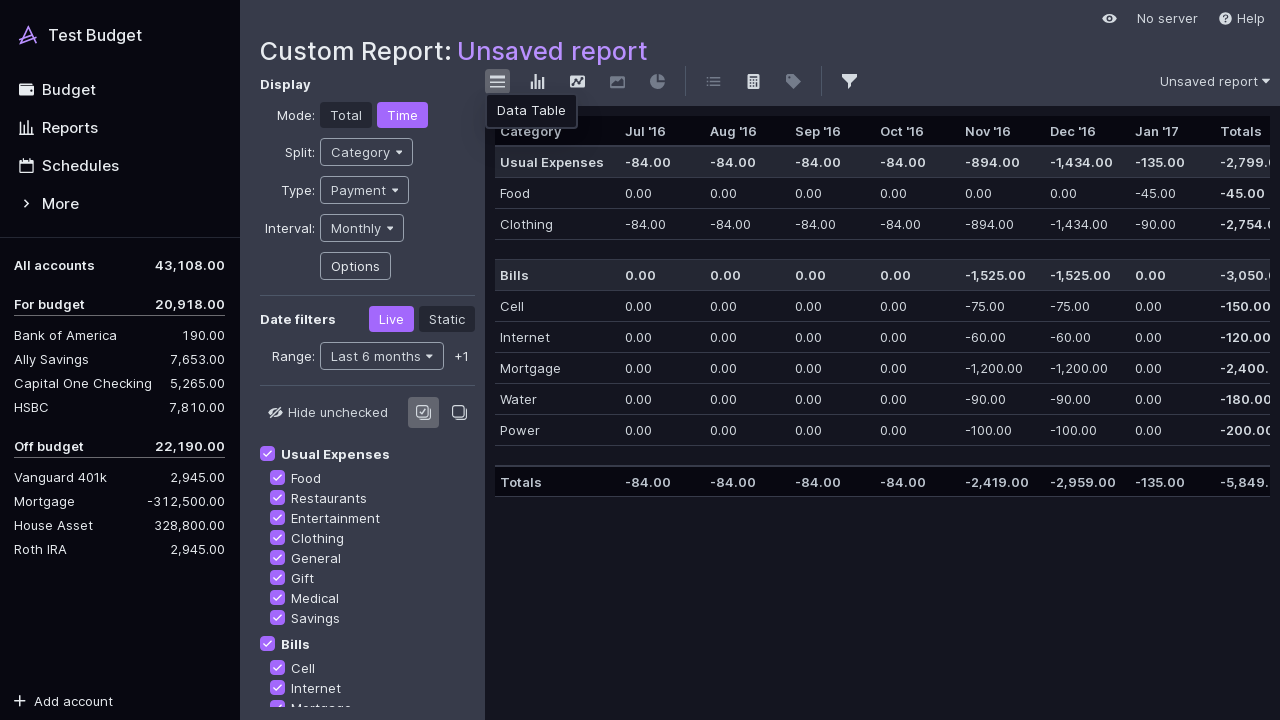 Test Budget
Budget
Reports
Schedules
More
All accounts 43,108.00
For budget 20,918.00
Bank of America 190.00
Ally Savings 7,653.00
Capital One Checking 5,265.00
HSBC 7,810.00
Off budget 22,190.00
Vanguard 401k 2,945.00
Mortgage -312,500.00
House Asset 328,800.00
Roth IRA 2,945.00
Add account
No server Help
Custom Report: Unsaved report
Display
Mode: Total Time
Split: Category
Type: Payment
Interval: Monthly
Options
Date filters Live Static
Range: Last 6 months +1
Hide unchecked
Usual Expenses
Food
Restaurants
Entertainment
Clothing
General
Gift
Medical
Savings
Bills
Cell
Internet
Mortgage
Unsaved report
Data Table
Category Jul '16 Aug '16 Sep '16 Oct '16 Nov '16 Dec '16 Jan '17 Totals
Usual Expenses -84.00 -84.00 -84.00 -84.00 -894.00 -1,434.00 -135.00 -2,799.
Food 0.00 0.00 0.00 0.00 0.00 0.00 -45.00 -45.00
Clothing -84.00 -84.00 -84.00 -84.00 -894.00 -1,434.00 -90.00 -2,754.
Bills 0.00 0.00 0.00 0.00 -1,525.00 -1,525.00 0.00 -3,050.
Cell 0.00 0.00 0.00 0.00 -75.00 -75.00 0.00 -150.00
Internet 0.00 0.00 0.00 0.00 -60.00 -60.00 0.00 -120.00
Mortgage 0.00 0.00 0.00 0.00 -1,200.00 -1,200.00 0.00 -2,400.
Water 0.00 0.00 0.00 0.00 -90.00 -90.00 0.00 -180.00
Power 0.00 0.00 0.00 0.00 -100.00 -100.00 0.00 -200.00
Totals -84.00 -84.00 -84.00 -84.00 -2,419.00 -2,959.00 -135.00 -5,849.